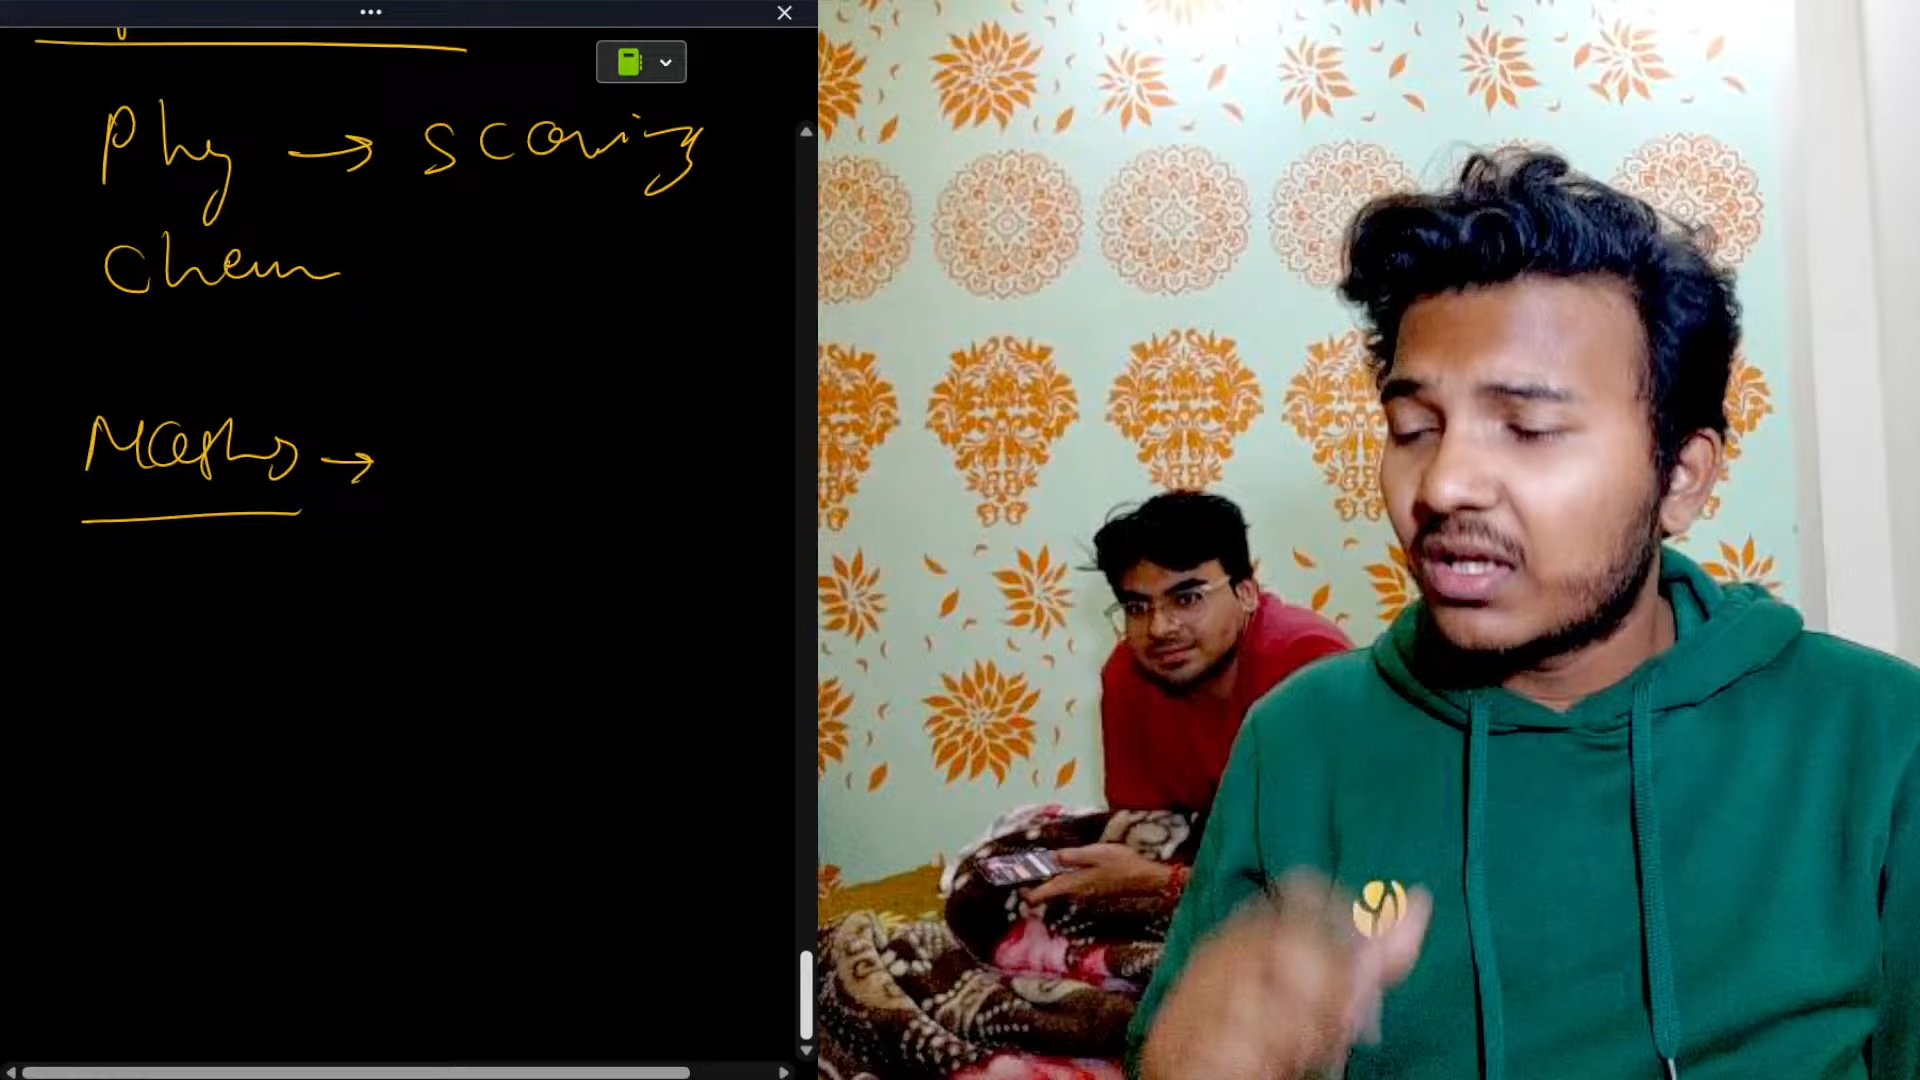 Phy → scoring
Chem
Maths →